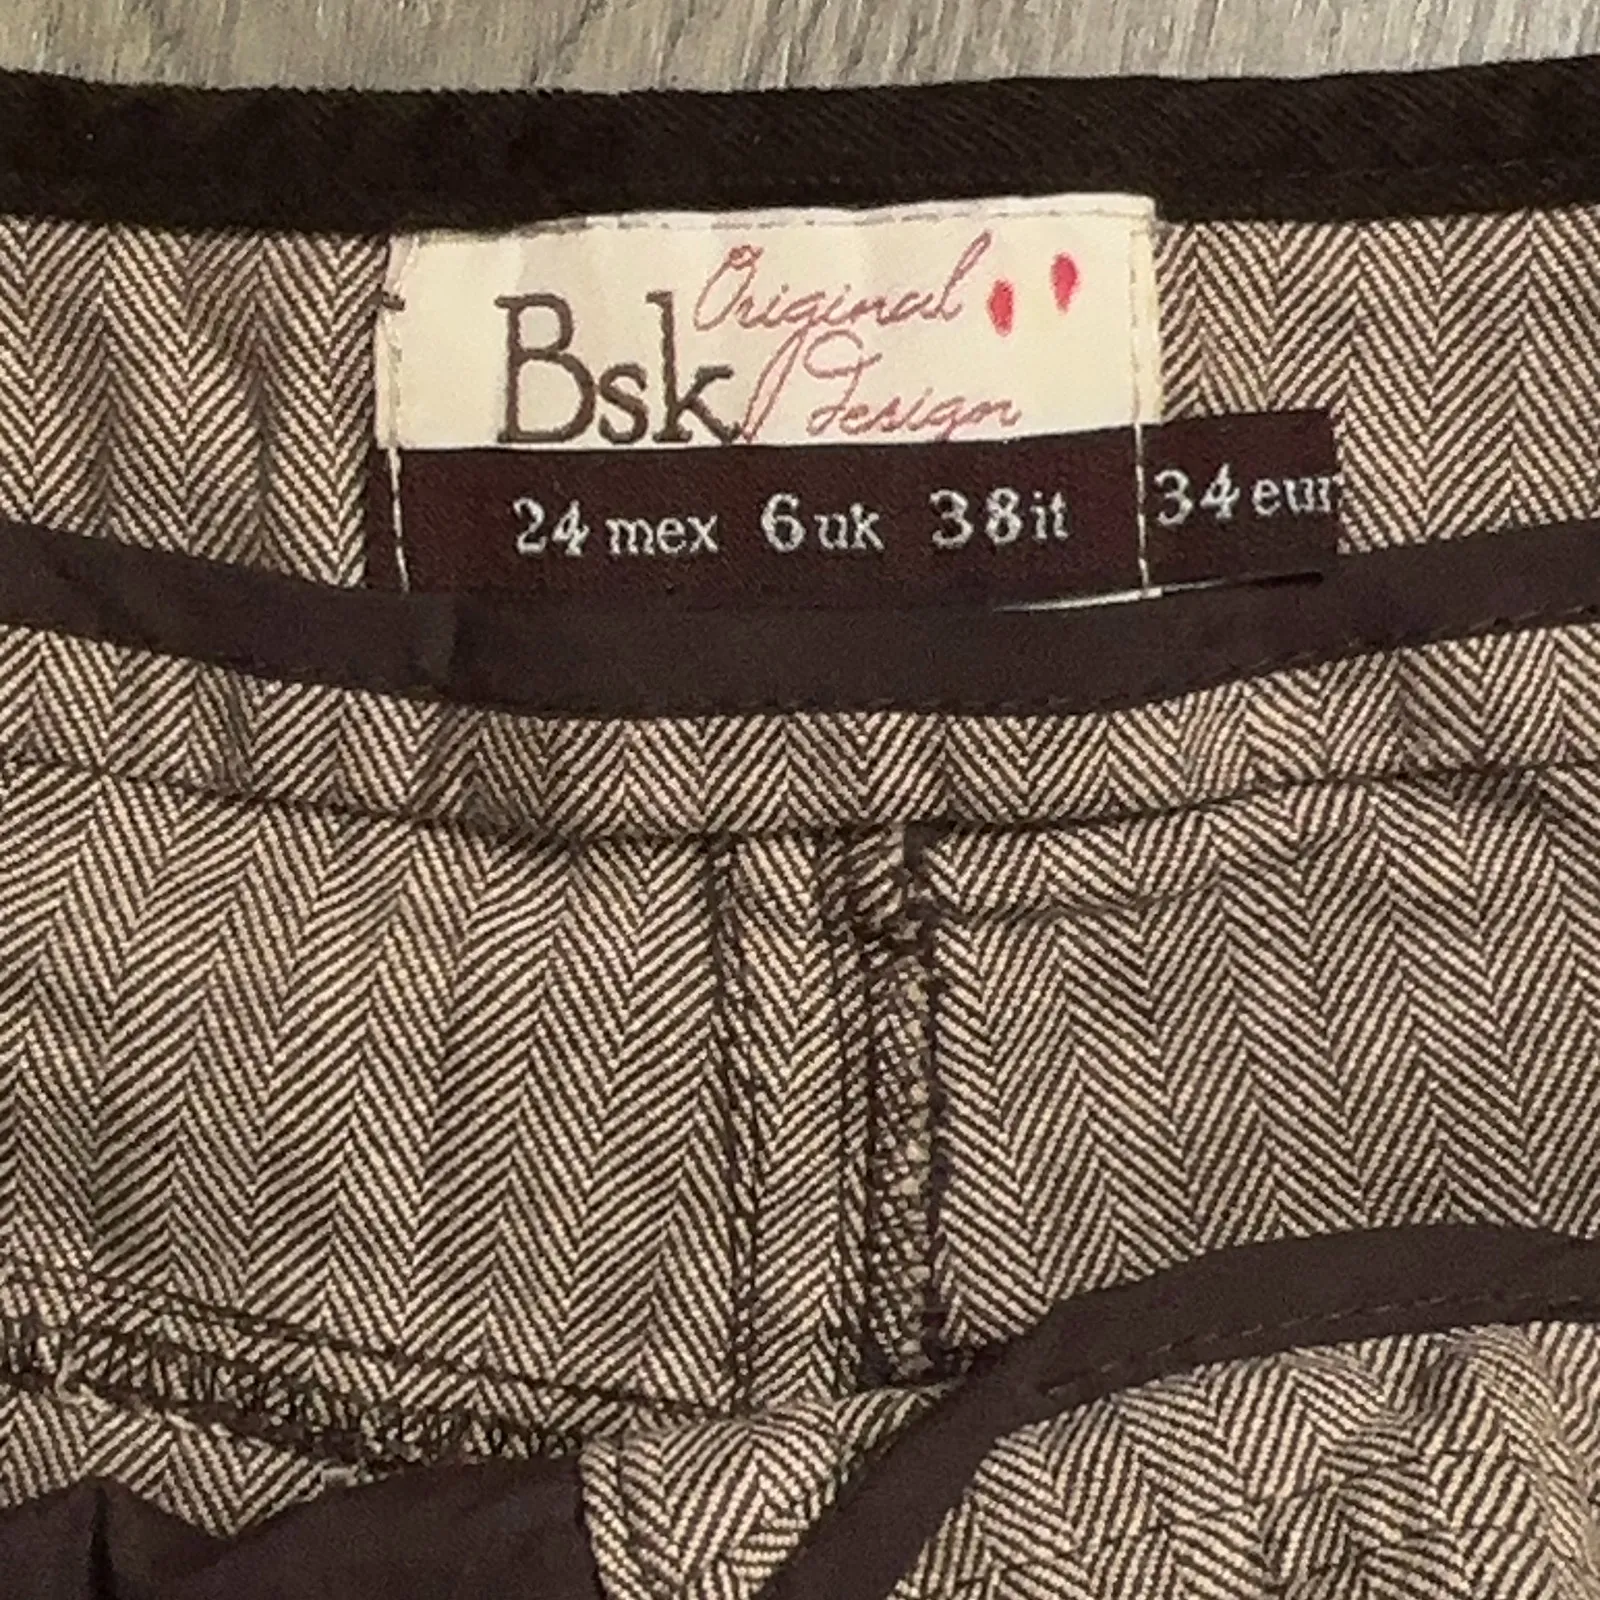 Bsk Original
Design
24 mex 6 uk 38 it 34 eur